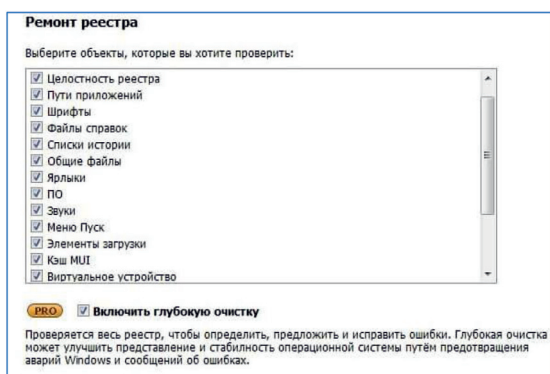 Ремонт реестра
Выберите объекты, которые вы хотите проверить:
Целостность реестра
Пути приложений
Шрифты
Файлы справок
Списки истории
Общие файлы
Ярлыки
ПО
Звуки
Меню Пуск
Элементы загрузки
Кэш MUI
Виртуальное устройство
PRO Включить глубокую очистку
Проверяется весь реестр, чтобы определить, предложить и исправить ошибки. Глубокая очистка
может улучшить представление и стабилность операционной системы путём предотвращения
аварий Windows и сообщений об ошибках.